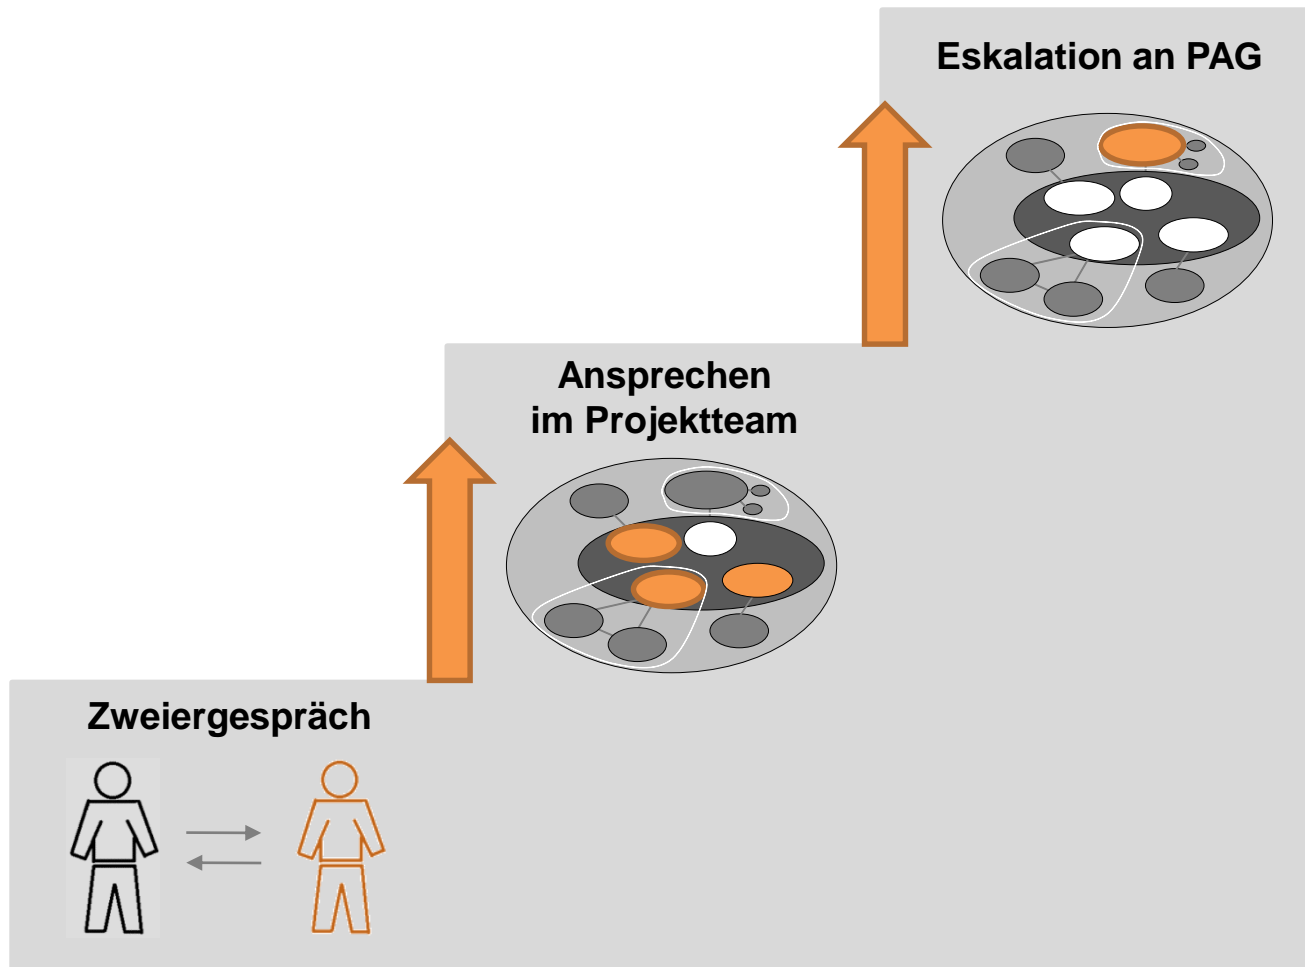 Eskalation an PAG
Ansprechen
im Projektteam
Zweiergespräch